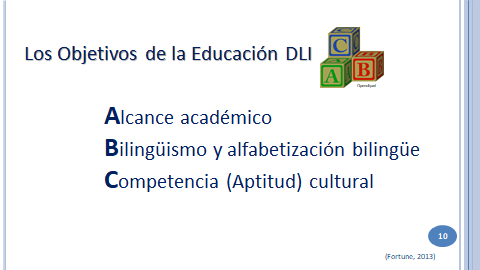 Los Objetivos de la Educación DLI
C
A B
Alcance académico
Bilingüismo y alfabetización bilingüe
Competencia (Aptitud) cultural
10
(Fortune, 2013)